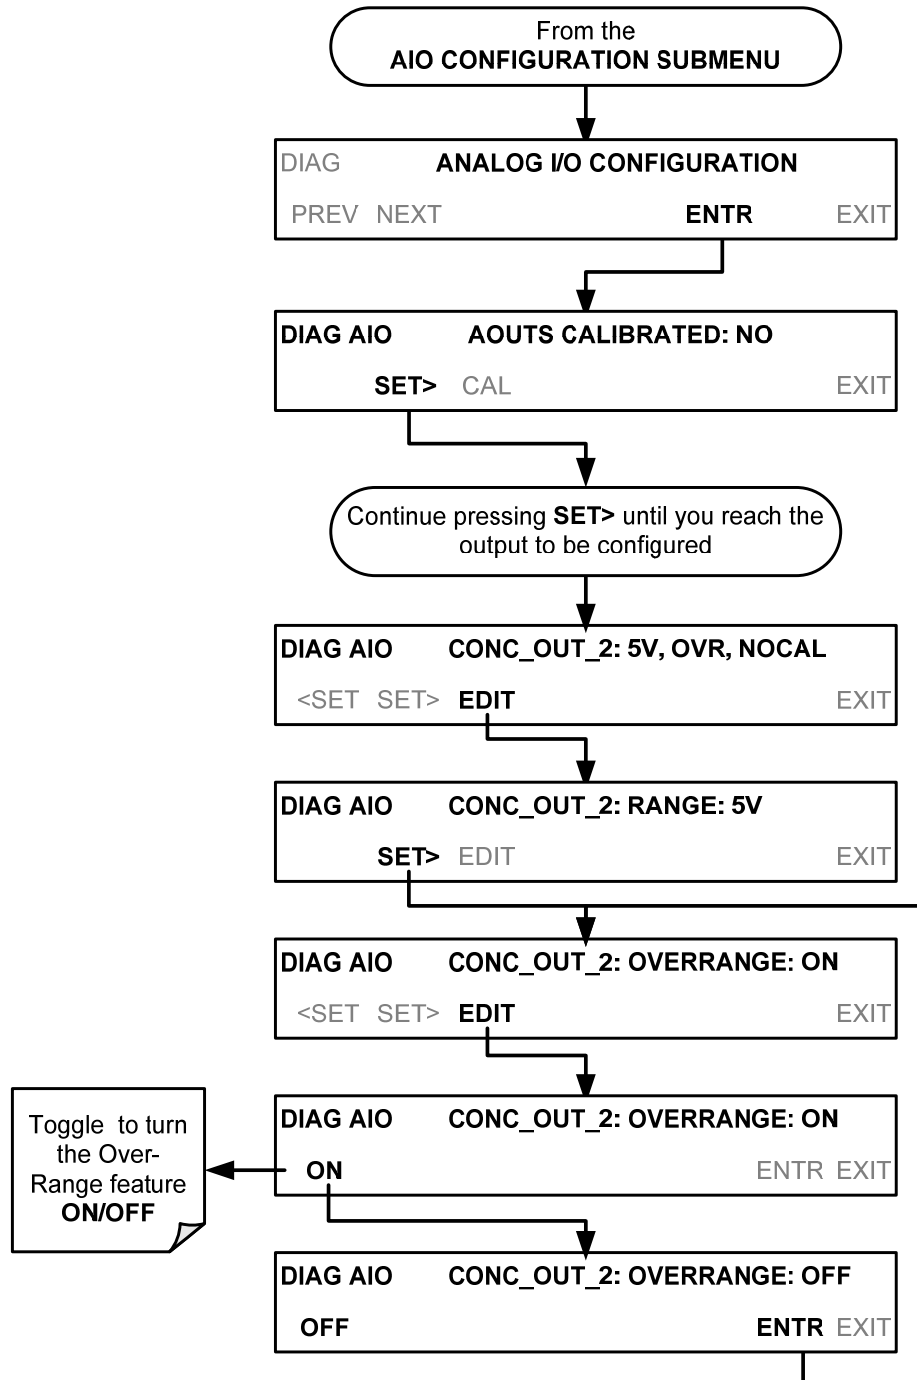 From the
AIO CONFIGURATION SUBMENU
DIAG ANALOG I/O CONFIGURATION
PREV NEXT ENTR EXIT
DIAG AIO AOUTS CALIBRATED: NO
SET> CAL EXIT
Continue pressing SET> until you reach the
output to be configured
DIAG AIO CONC_OUT_2: 5V, OVR, NOCAL
<SET SET> EDIT EXIT
DIAG AIO CONC_OUT_2: RANGE: 5V
SET> EDIT EXIT
DIAG AIO CONC_OUT_2: OVERRANGE: ON
<SET SET> EDIT EXIT
Toggle to turn
the Over-
Range feature
ON/OFF
DIAG AIO CONC_OUT_2: OVERRANGE: ON
ON ENTR EXIT
DIAG AIO CONC_OUT_2: OVERRANGE: OFF
OFF ENTR EXIT